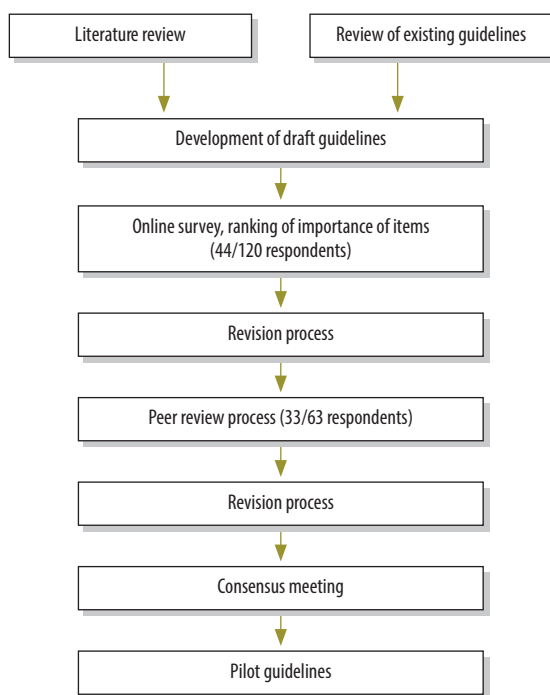 Literature review
Review of existing guidelines
Development of draft guidelines
Online survey, ranking of importance of items
(44/120 respondents)
Revision process
Peer review process (33/63 respondents)
Revision process
Consensus meeting
Pilot guidelines